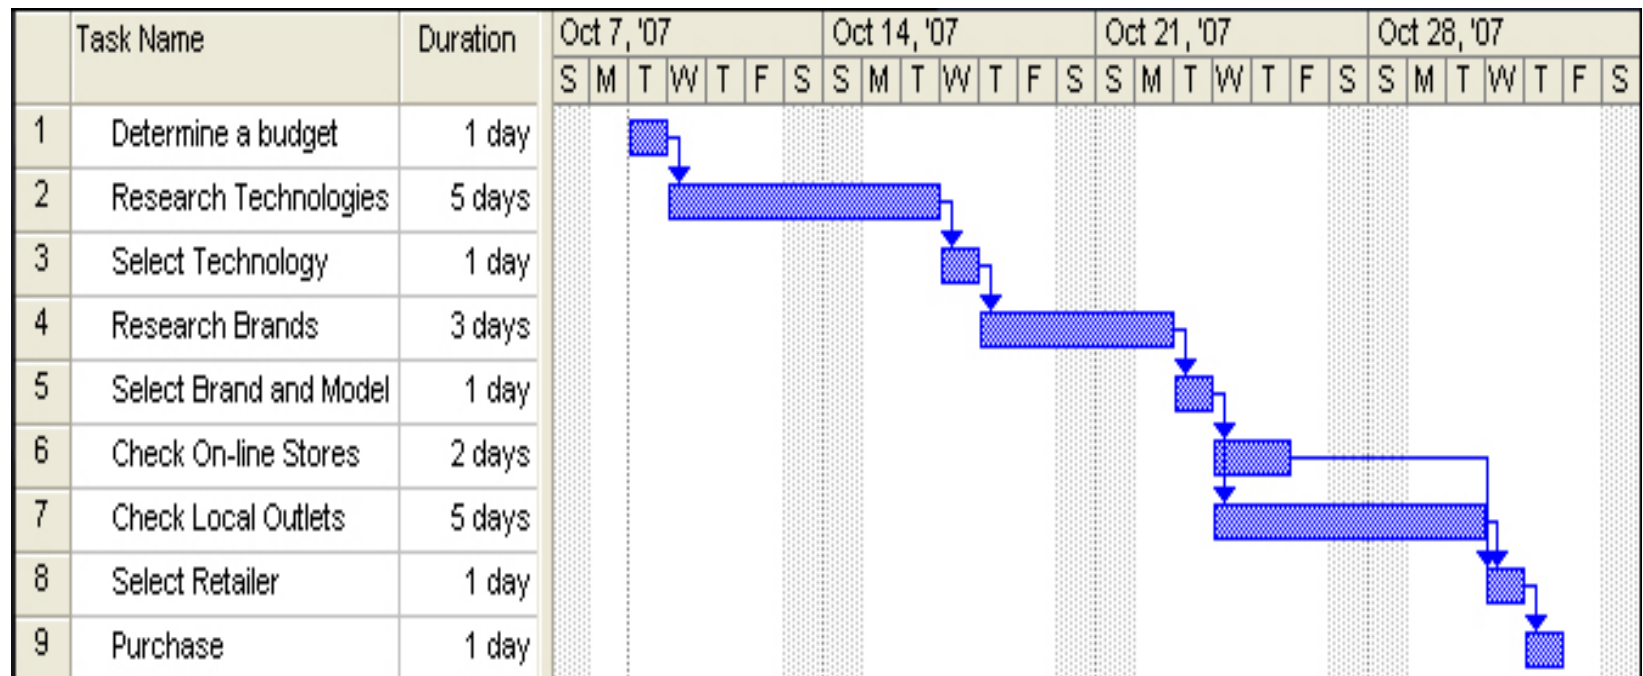 Task Name Duration Oct 7, '07 Oct 14, '07 Oct 21, '07 Oct 28, '07
S M T W T F S S M T W T F S S M T W T F S S M T W T F S
1 Determine a budget 1 day
2 Research Technologies 5 days
3 Select Technology 1 day
4 Research Brands 3 days
5 Select Brand and Model 1 day
6 Check On-line Stores 2 days
7 Check Local Outlets 5 days
8 Select Retailer 1 day
9 Purchase 1 day